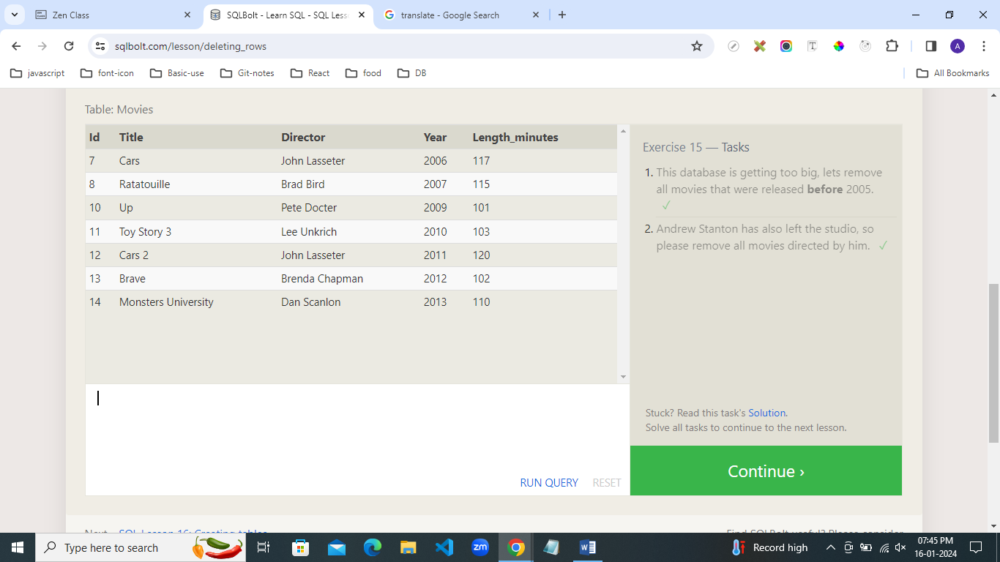 Zen Class
SQLBolt - Learn SQL - SQL Less
translate - Google Search
sqlbolt.com/lesson/deleting_rows
A
javascript
font-icon
Basic-use
Git-notes
React
food
DB
All Bookmarks
Table: Movies
Id Title Director Year Length_minutes
7 Cars John Lasseter 2006 117
8 Ratatouille Brad Bird 2007 115
10 Up Pete Docter 2009 101
11 Toy Story 3 Lee Unkrich 2010 103
12 Cars 2 John Lasseter 2011 120
13 Brave Brenda Chapman 2012 102
14 Monsters University Dan Scanlon 2013 110
RUN QUERY RESET
Exercise 15 — Tasks
1. This database is getting too big, lets remove
all movies that were released before 2005.
✓
2. Andrew Stanton has also left the studio, so
please remove all movies directed by him. ✓
Stuck? Read this task's Solution.
Solve all tasks to continue to the next lesson.
Continue ›
Next – SQL Lesson 16: Creating tables
Find SQLBolt useful? Please consider
Type here to search
zm
Record high
07:45 PM
16-01-2024